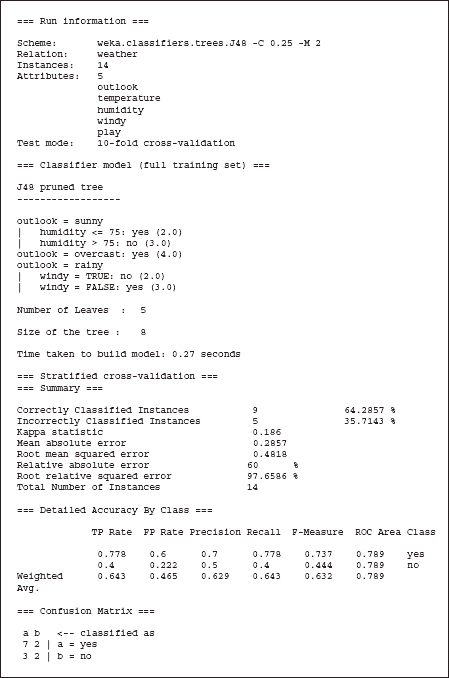 === Run information ===
Scheme: weka.classifiers.trees.J48 -C 0.25 -M 2
Relation: weather
Instances: 14
Attributes: 5
outlook
temperature
humidity
windy
play
Test mode: 10-fold cross-validation
=== Classifier model (full training set) ===
J48 pruned tree
------------------
outlook = sunny
|   humidity <= 75: yes (2.0)
|   humidity > 75: no (3.0)
outlook = overcast: yes (4.0)
outlook = rainy
|   windy = TRUE: no (2.0)
|   windy = FALSE: yes (3.0)
Number of Leaves  :   5
Size of the tree :   8
Time taken to build model: 0.27 seconds
=== Stratified cross-validation ===
=== Summary ===
Correctly Classified Instances 9 64.2857 %
Incorrectly Classified Instances 5 35.7143 %
Kappa statistic 0.186
Mean absolute error 0.2857
Root mean squared error 0.4818
Relative absolute error 60 %
Root relative squared error 97.6586 %
Total Number of Instances 14
=== Detailed Accuracy By Class ===
TP Rate FP Rate Precision Recall F-Measure ROC Area Class
0.778 0.6 0.7 0.778 0.737 0.789 yes
0.4 0.222 0.5 0.4 0.444 0.789 no
Weighted 0.643 0.465 0.629 0.643 0.632 0.789
Avg.
=== Confusion Matrix ===
a b   <-- classified as
7 2 | a = yes
3 2 | b = no